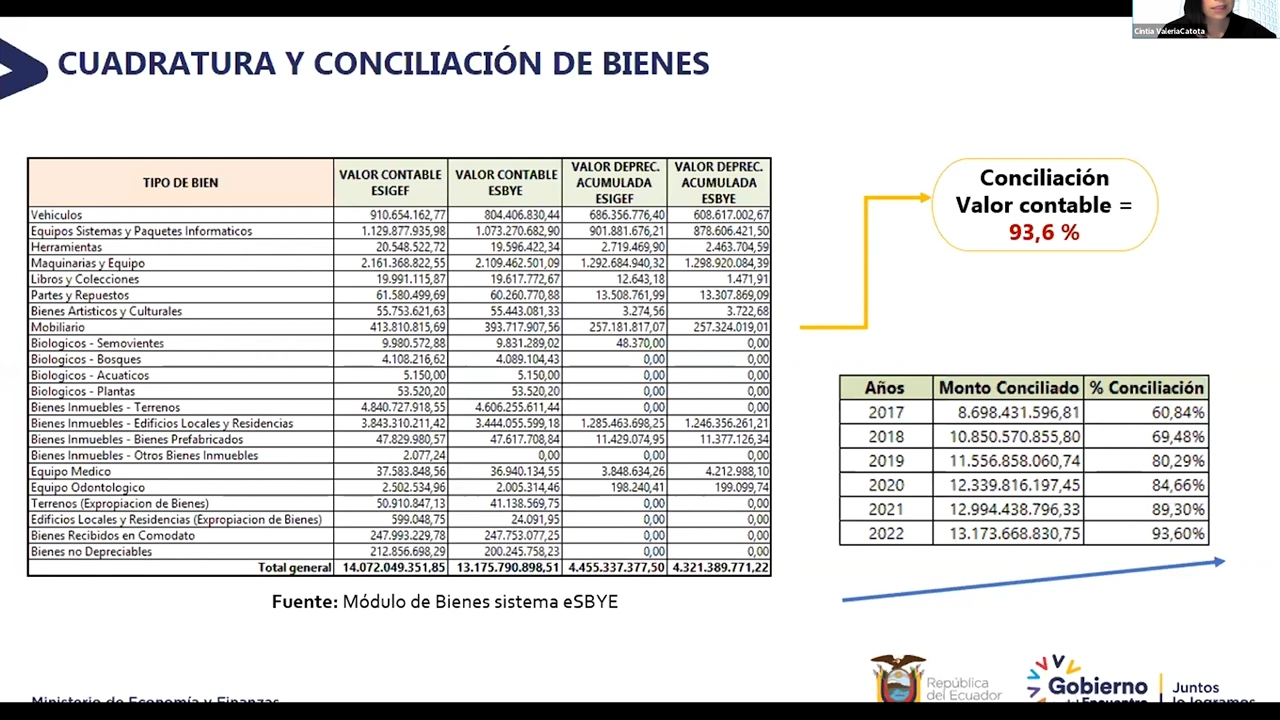 Cintia ValeriaCatota
CUADRATURA Y CONCILIACIÓN DE BIENES
TIPO DE BIEN VALOR CONTABLE ESIGEF VALOR CONTABLE ESBYE VALOR DEPREC. ACUMULADA ESIGEF VALOR DEPREC. ACUMULADA ESBYE
Vehiculos 910.654.162,77 804.406.830,44 686.356.776,40 608.617.002,67
Equipos Sistemas y Paquetes Informaticos 1.129.877.935,98 1.073.270.682,90 901.881.676,21 878.606.421,50
Herramientas 20.548.522,72 19.596.422,34 2.719.469,90 2.463.704,59
Maquinarias y Equipo 2.161.368.822,55 2.109.462.501,09 1.292.684.940,32 1.298.920.084,39
Libros y Colecciones 19.991.115,87 19.617.772,67 12.643,18 1.471,91
Partes y Repuestos 61.580.499,69 60.260.770,88 13.508.761,99 13.307.869,09
Bienes Artisticos y Culturales 55.753.621,63 55.443.081,33 3.274,56 3.722,68
Mobiliario 413.810.815,69 393.717.907,56 257.181.817,07 257.324.019,01
Biologicos - Semovientes 9.980.572,88 9.831.289,02 48.370,00 0,00
Biologicos - Bosques 4.108.216,62 4.089.104,43 0,00 0,00
Biologicos - Acuaticos 5.150,00 5.150,00 0,00 0,00
Biologicos - Plantas 53.520,20 53.520,20 0,00 0,00
Bienes Inmuebles - Terrenos 4.840.727.918,55 4.606.255.611,44 0,00 0,00
Bienes Inmuebles - Edificios Locales y Residencias 3.843.310.211,42 3.444.055.599,18 1.285.463.698,25 1.246.356.261,21
Bienes Inmuebles - Bienes Prefabricados 47.829.980,57 47.617.708,84 11.429.074,95 11.377.126,34
Bienes Inmuebles - Otros Bienes Inmuebles 2.077,24 0,00 0,00 0,00
Equipo Medico 37.583.848,56 36.940.134,55 3.848.634,26 4.212.988,10
Equipo Odontologico 2.502.534,96 2.005.314,46 198.240,41 199.099,74
Terrenos (Expropiacion de Bienes) 50.910.847,13 41.138.569,75 0,00 0,00
Edificios Locales y Residencias (Expropiacion de Bienes) 599.048,75 24.091,95 0,00 0,00
Bienes Recibidos en Comodato 247.993.229,78 247.753.077,25 0,00 0,00
Bienes no Depreciables 212.856.698,29 200.245.758,23 0,00 0,00
Total general 14.072.049.351,85 13.175.790.898,51 4.455.337.377,50 4.321.389.771,22
Fuente: Módulo de Bienes sistema eSBYE
Conciliación
Valor contable =
93,6 %
Años Monto Conciliado % Conciliación
2017 8.698.431.596,81 60,84%
2018 10.850.570.855,80 69,48%
2019 11.556.858.060,74 80,29%
2020 12.339.816.197,45 84,66%
2021 12.994.438.796,33 89,30%
2022 13.173.668.830,75 93,60%
Ministerio de Economía y Finanzas
República
del Ecuador
Gobierno
del Encuentro
Juntos
lo logramos